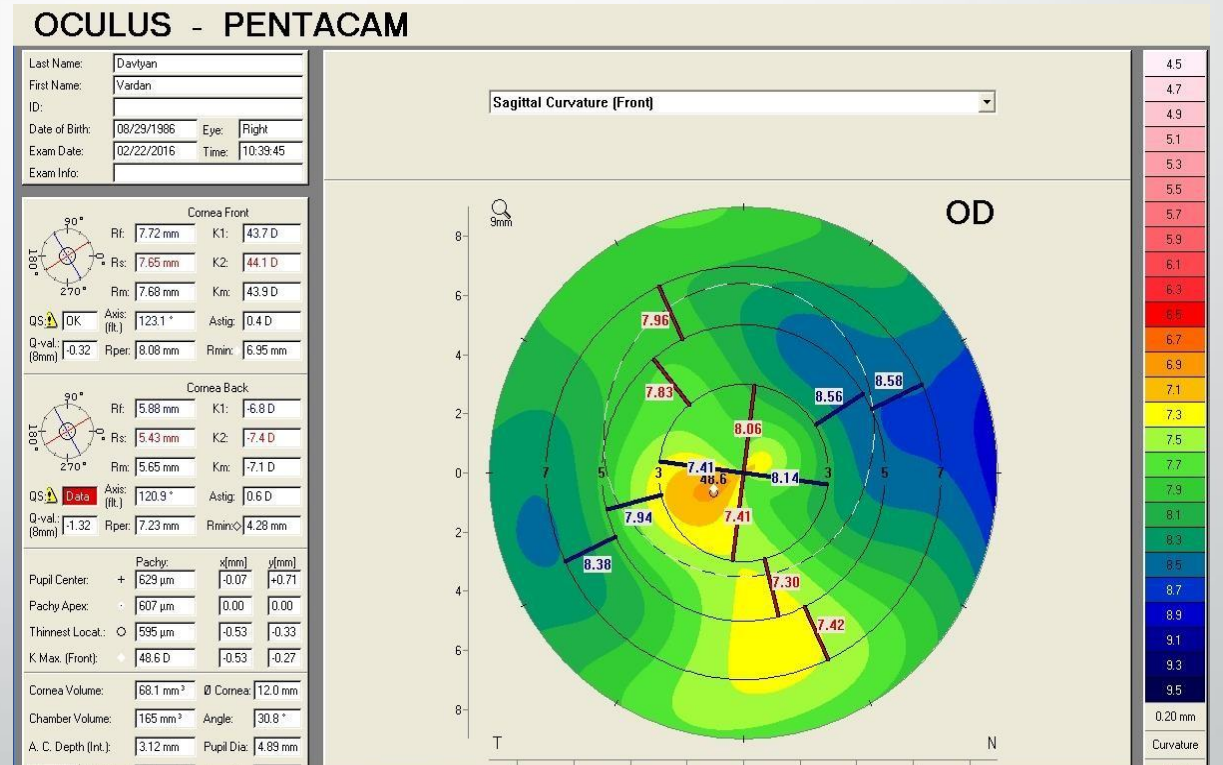 OCULUS - PENTACAM
Last Name: Davtyan
First Name: Vardan
ID:
Date of Birth: 08/29/1986 Eye: Right
Exam Date: 02/22/2016 Time: 10:39:45
Exam Info:
Cornea Front
90°
180° 0°
270°
Rf: 7.72 mm K1: 43.7 D
Rs: 7.65 mm K2: 44.1 D
Rm: 7.68 mm Km: 43.9 D
QS: OK Axis: (flt.) 123.1 ° Astig: 0.4 D
Q-val.: (8mm) -0.32 Rper: 8.08 mm Rmin: 6.95 mm
Cornea Back
90°
180° 0°
270°
Rf: 5.88 mm K1: -6.8 D
Rs: 5.43 mm K2: -7.4 D
Rm: 5.65 mm Km: -7.1 D
QS: Data Axis: (flt.) 120.9 ° Astig: 0.6 D
Q-val.: (8mm) -1.32 Rper: 7.23 mm Rmin: 4.28 mm
Pachy: x[mm] y[mm]
Pupil Center: + 629 µm -0.07 +0.71
Pachy Apex: 607 µm 0.00 0.00
Thinnest Locat.: O 595 µm -0.53 -0.33
K Max. (Front): 48.6 D -0.53 -0.27
Cornea Volume: 68.1 mm³ Ø Cornea: 12.0 mm
Chamber Volume: 165 mm³ Angle: 30.8 °
A. C. Depth (Int.): 3.12 mm Pupil Dia: 4.89 mm
Sagittal Curvature (Front)
9mm
OD
8
6
4
2
0
2
4
6
8
7.96
7.83
8.58
8.56
8.06
7 5 3 7.41 48.6 8.14 3 5 7
7.94
7.41
8.38
7.30
7.42
T N
4.5
4.7
4.9
5.1
5.3
5.5
5.7
5.9
6.1
6.3
6.5
6.7
6.9
7.1
7.3
7.5
7.7
7.9
8.1
8.3
8.5
8.7
8.9
9.1
9.3
9.5
0.20 mm
Curvature